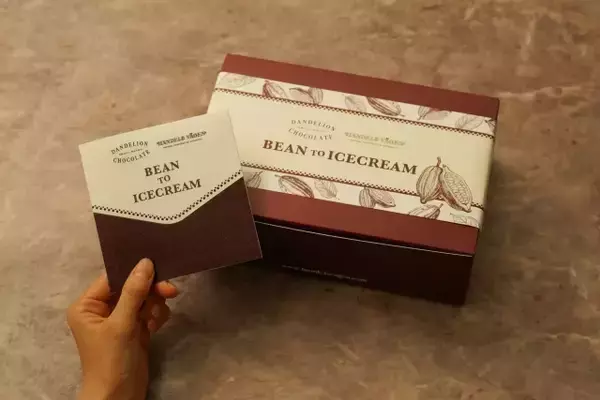 DANDELION
CHOCOLATE
BEAN
TO
ICECREAM
DANDELION
CHOCOLATE
BEAN TO ICECREAM